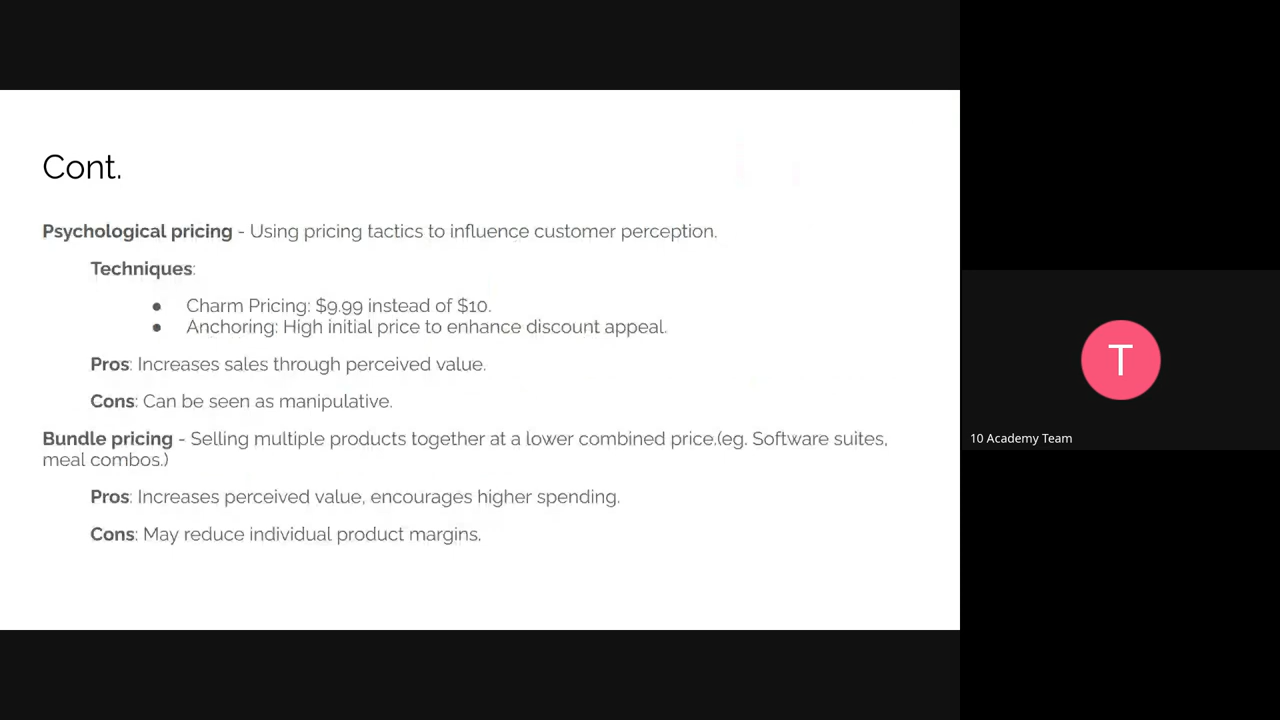 Cont.
Psychological pricing - Using pricing tactics to influence customer perception.
Techniques:
● Charm Pricing: $9.99 instead of $10.
● Anchoring: High initial price to enhance discount appeal.
Pros: Increases sales through perceived value.
Cons: Can be seen as manipulative.
Bundle pricing - Selling multiple products together at a lower combined price.(eg. Software suites,
meal combos.)
Pros: Increases perceived value, encourages higher spending.
Cons: May reduce individual product margins.
T
10 Academy Team